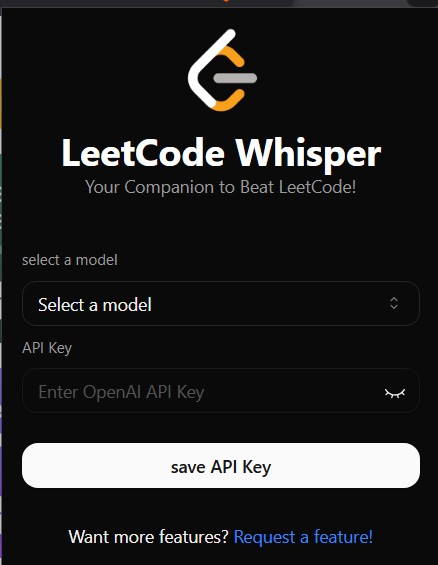 LeetCode Whisper
Your Companion to Beat LeetCode!
select a model
Select a model
API Key
Enter OpenAI API Key
save API Key
Want more features? Request a feature!